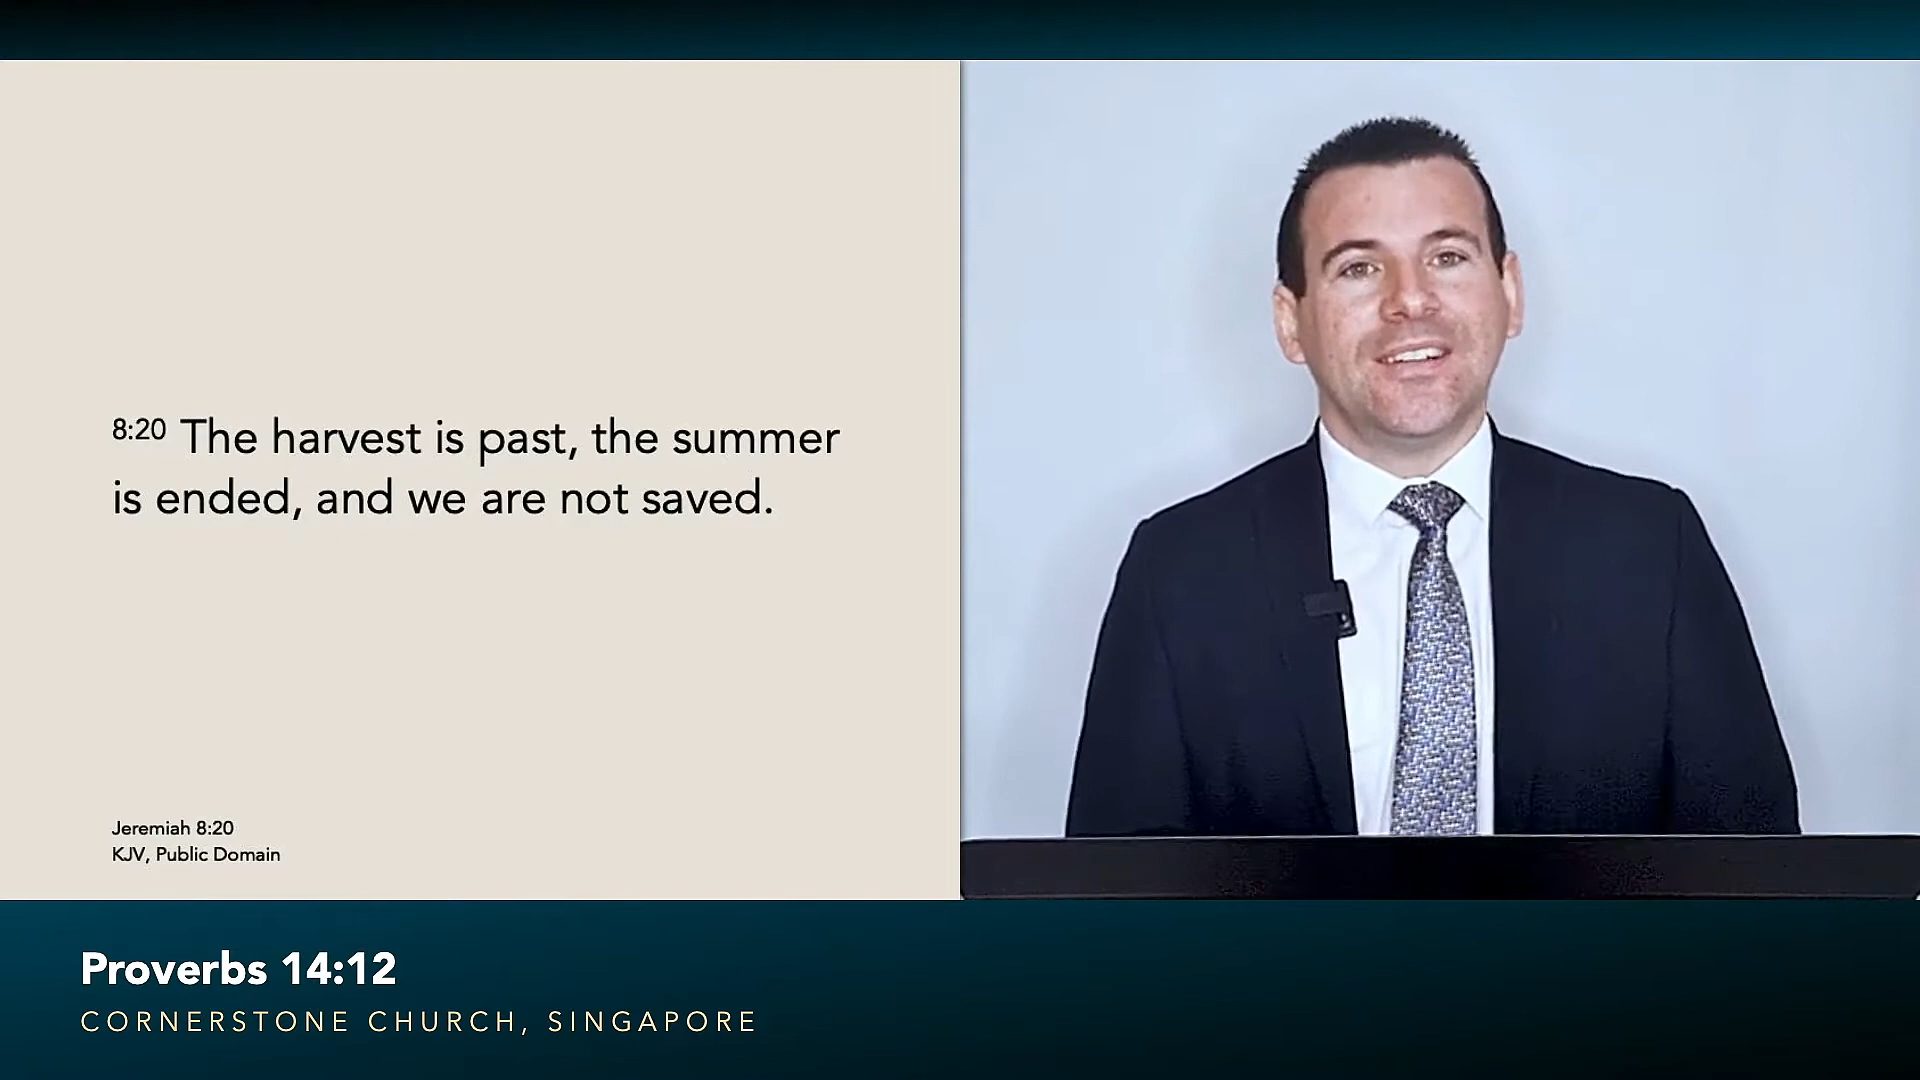 8:20 The harvest is past, the summer
is ended, and we are not saved.
Jeremiah 8:20
KJV, Public Domain
Proverbs 14:12
CORNERSTONE CHURCH, SINGAPORE